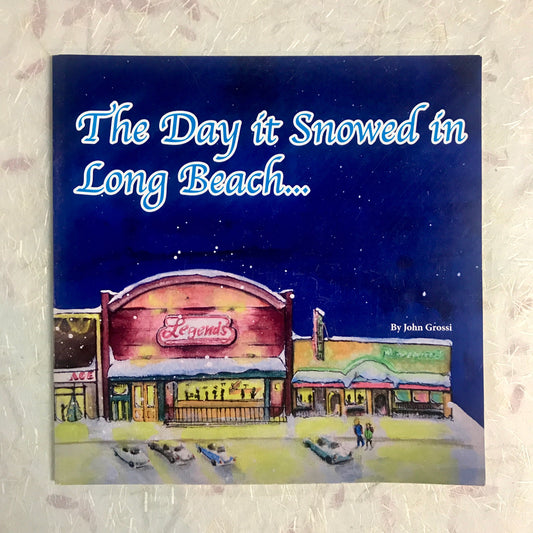 The Day it Snowed in
Long Beach...
By John Grossi
Legends
ACE